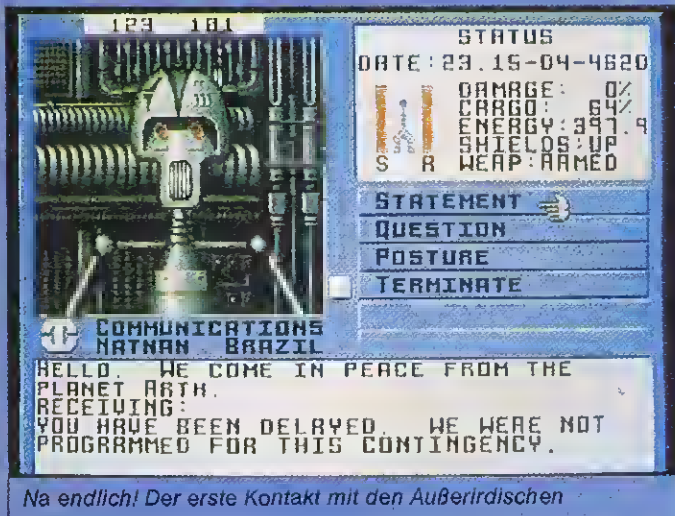 123 181
STATUS
DATE:23.15-04-4620
DAMAGE: 0%
CARGO: 64%
ENERGY:397.9
SHIELDS:UP
S R WEAP:ARMED
STATEMENT
QUESTION
POSTURE
TERMINATE
COMMUNICATIONS
NATHAN BRAZIL
HELLO. WE COME IN PEACE FROM THE
PLANET ARTH.
RECEIVING:
YOU HAVE BEEN DELAYED. WE WERE NOT
PROGRAMMED FOR THIS CONTINGENCY.
Na endlich! Der erste Kontakt mit den Außerirdischen